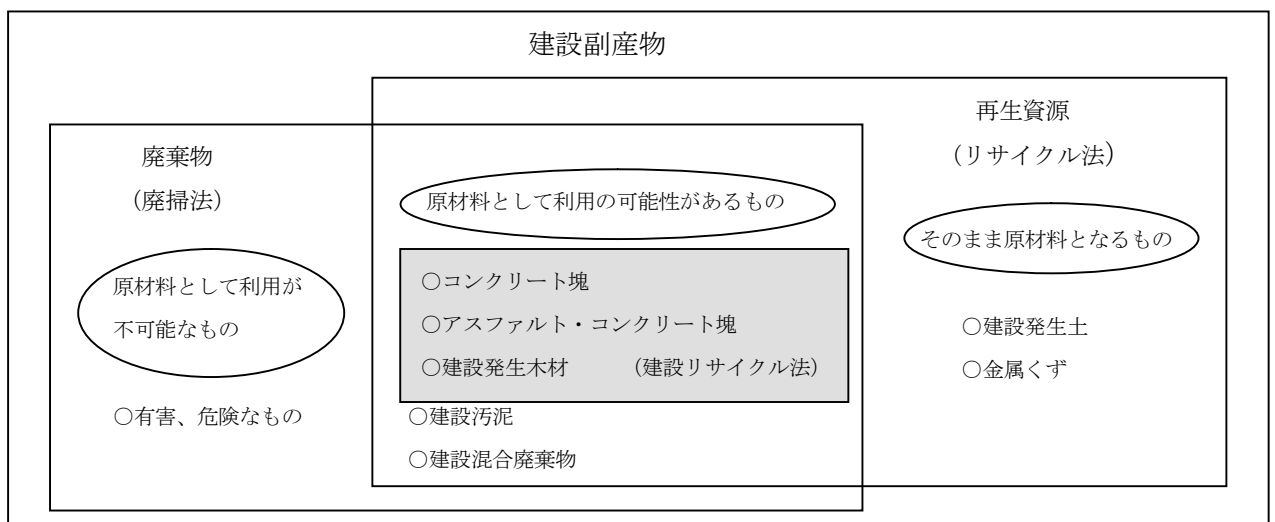 建設副産物
再生資源
(リサイクル法)
廃棄物
(廃掃法)
原材料として利用の可能性があるもの
そのまま原材料となるもの
原材料として利用が
不可能なもの
○コンクリート塊
○アスファルト・コンクリート塊
○建設発生木材 (建設リサイクル法)
○建設発生土
○金属くず
○有害、危険なもの
○建設汚泥
○建設混合廃棄物